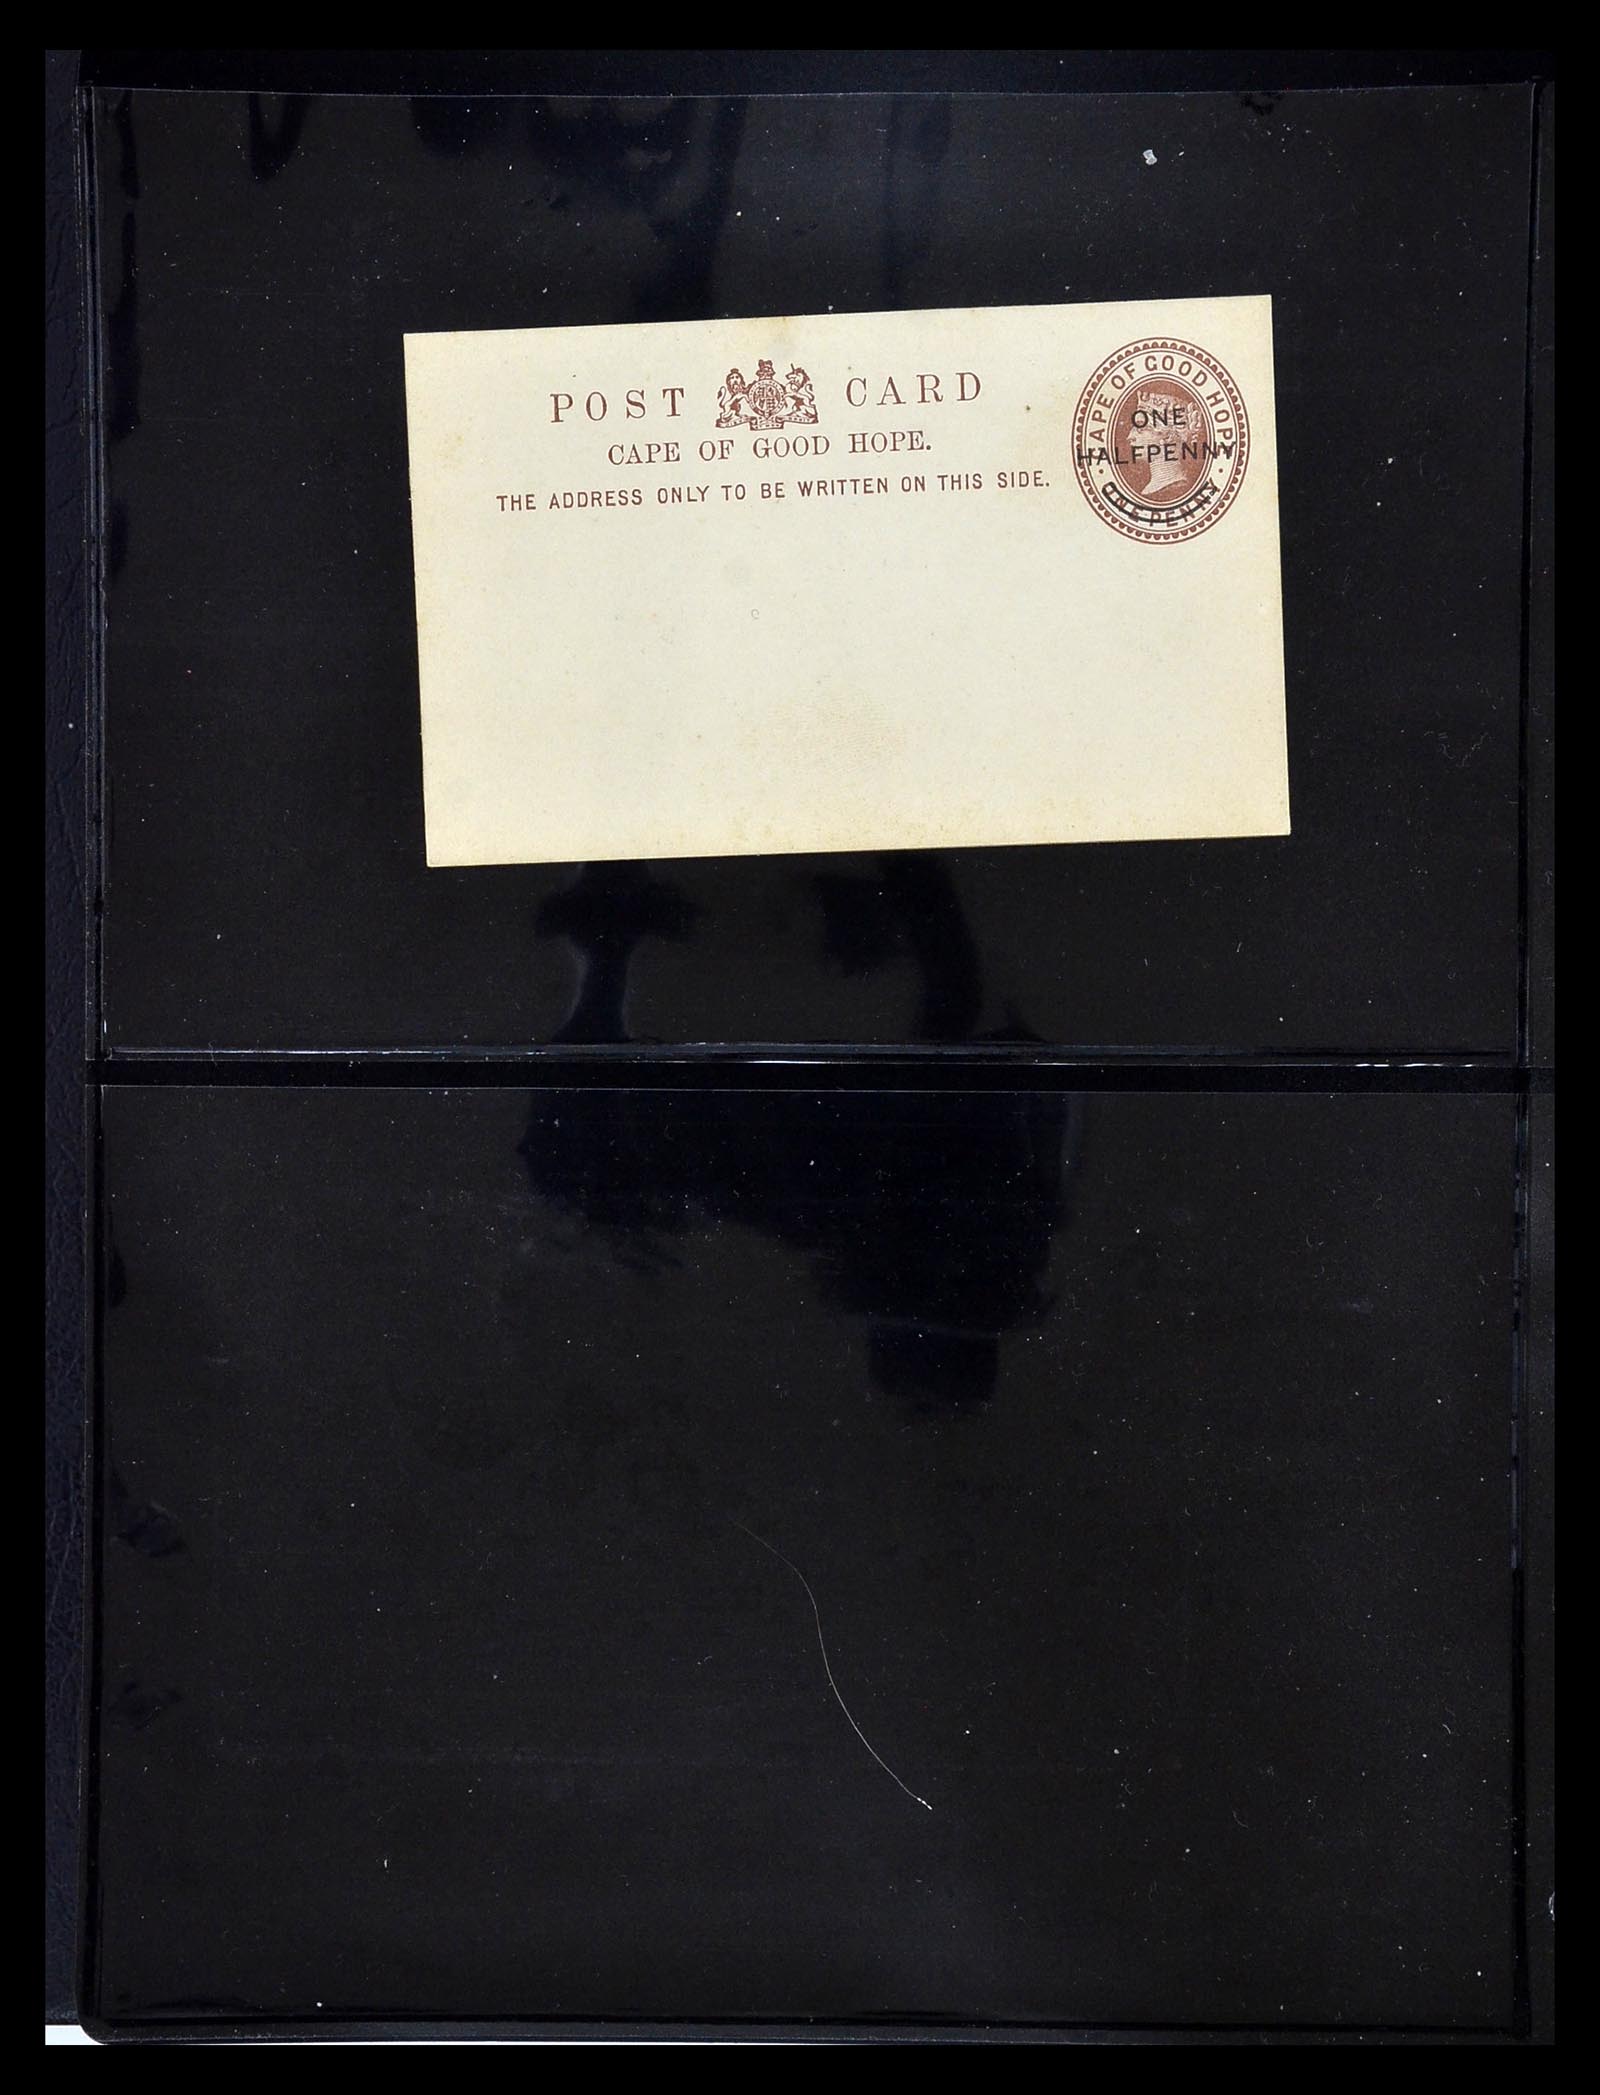 POST CARD
CAPE OF GOOD HOPE.
THE ADDRESS ONLY TO BE WRITTEN ON THIS SIDE.
CAPE OF GOOD HOPE
ONE
HALFPENNY
ONE PENNY